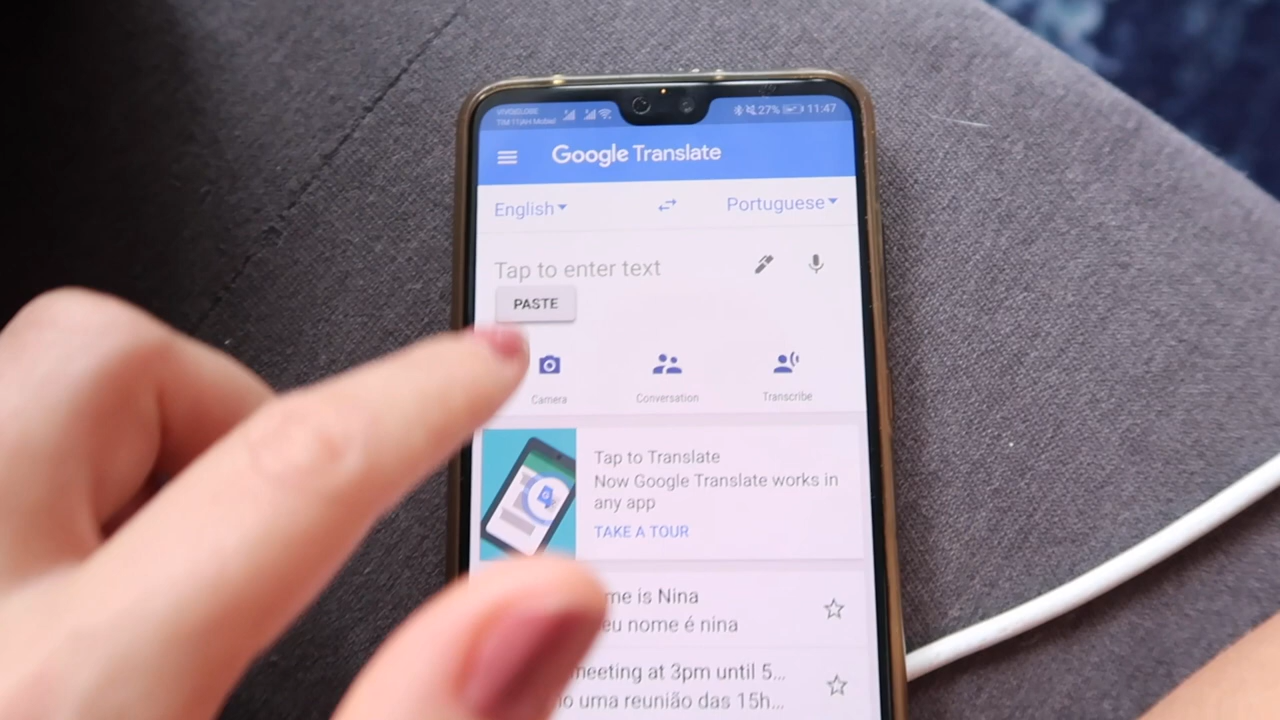 27% 11:47
Google Translate
English Portuguese
Tap to enter text
PASTE
Camera Conversation Transcribe
Tap to Translate
Now Google Translate works in
any app
TAKE A TOUR
me is Nina
eu nome é nina
meeting at 3pm until 5...
o uma reunião das 15h...